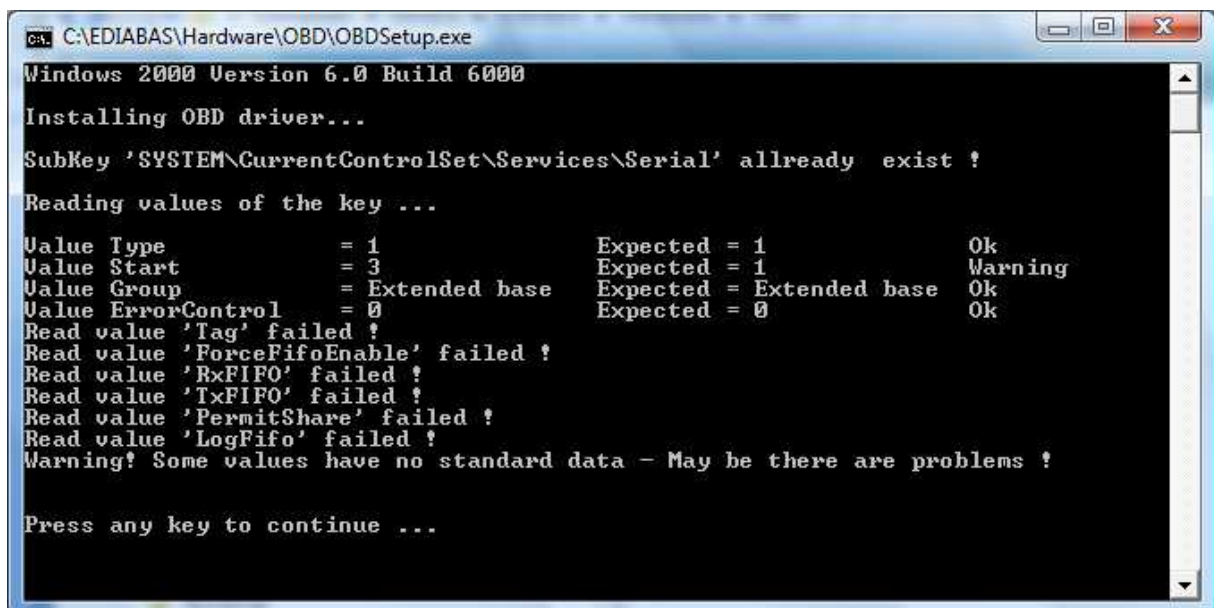 C:\EDIABAS\Hardware\OBD\OBDSetup.exe
Windows 2000 Version 6.0 Build 6000
Installing OBD driver...
SubKey 'SYSTEM\CurrentControlSet\Services\Serial' allready  exist !
Reading values of the key ...
Value Type = 1 Expected = 1 Ok
Value Start = 3 Expected = 1 Warning
Value Group = Extended base Expected = Extended base Ok
Value ErrorControl = 0 Expected = 0 Ok
Read value 'Tag' failed !
Read value 'ForceFifoEnable' failed !
Read value 'RxFIFO' failed !
Read value 'TxFIFO' failed !
Read value 'PermitShare' failed !
Read value 'LogFifo' failed !
Warning! Some values have no standard data - May be there are problems !
Press any key to continue ...